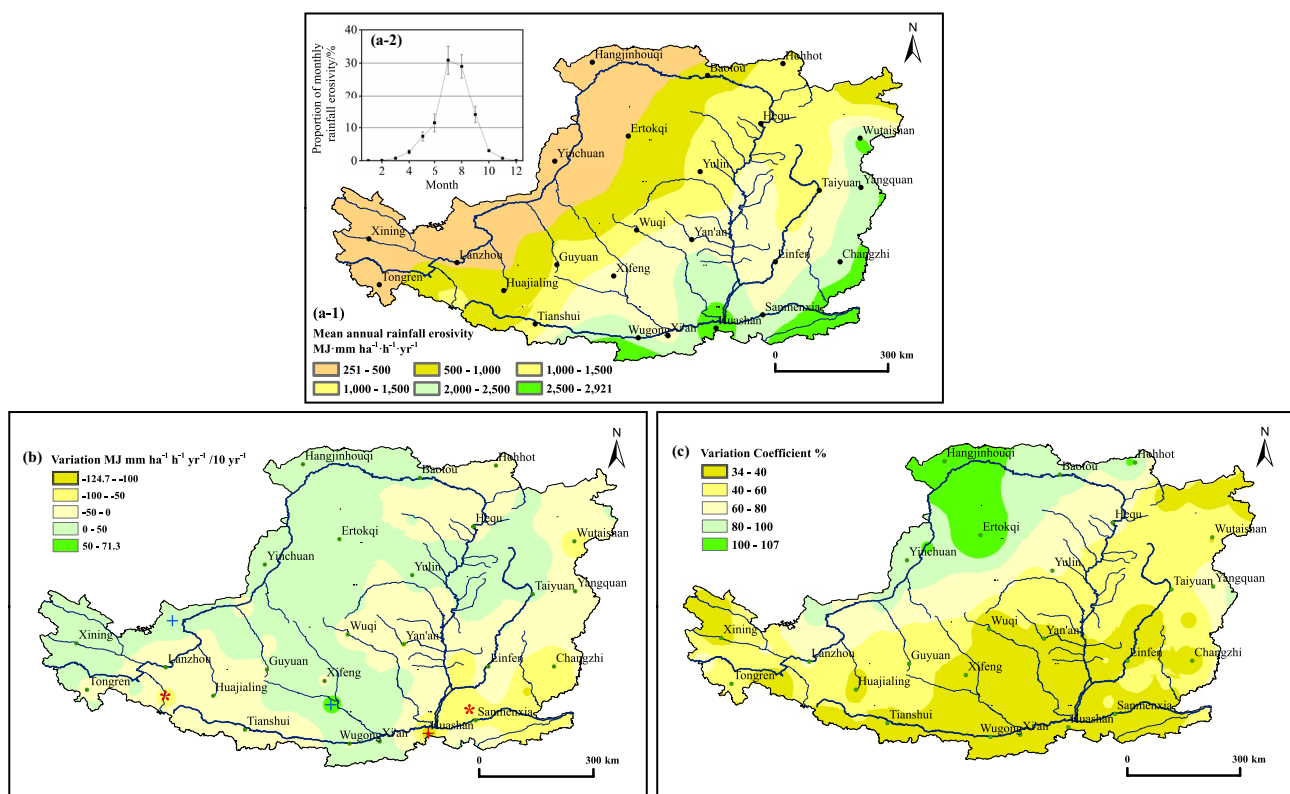 (a-2)
Proportion of monthly
rainfall erosivity/%
40
30
20
10
0
2 4 6 8 10 12
Month
N
Hangjinhouqi
Baotou
Hohhot
Hequ
Ertokqi
Wutaishan
Yinchuan
Yulin
Taiyuan
Yangquan
Wuqi
Yan'an
Xining
Lanzhou
Guyuan
Xifeng
Linfen
Changzhi
Tongren
Huajialing
Tianshui
Wugong
Xi'an
Huashan
Sanmenxia
(a-1)
Mean annual rainfall erosivity
MJ·mm ha⁻¹·h⁻¹·yr⁻¹
251 - 500
500 - 1,000
1,000 - 1,500
1,000 - 1,500
2,000 - 2,500
2,500 - 2,921
0
300 km
(b)
Variation MJ mm ha⁻¹ h⁻¹ yr⁻¹ /10 yr⁻¹
-124.7 - -100
-100 - -50
-50 - 0
0 - 50
50 - 71.3
N
Hangjinhouqi
Baotou
Hohhot
Hequ
Ertokqi
Wutaishan
Yinchuan
Yulin
Taiyuan
Yangquan
Wuqi
Yan'an
Xining
Lanzhou
Guyuan
Xifeng
Linfen
Changzhi
Tongren
Huajialing
Tianshui
Wugong
Xi'an
Huashan
Sanmenxia
0
300 km
(c)
Variation Coefficient %
34 - 40
40 - 60
60 - 80
80 - 100
100 - 107
N
Hangjinhouqi
Baotou
Hohhot
Hequ
Ertokqi
Wutaishan
Yinchuan
Yulin
Taiyuan
Yangquan
Wuqi
Yan'an
Xining
Lanzhou
Guyuan
Xifeng
Linfen
Changzhi
Tongren
Huajialing
Tianshui
Wugong
Xi'an
Huashan
Sanmenxia
0
300 km